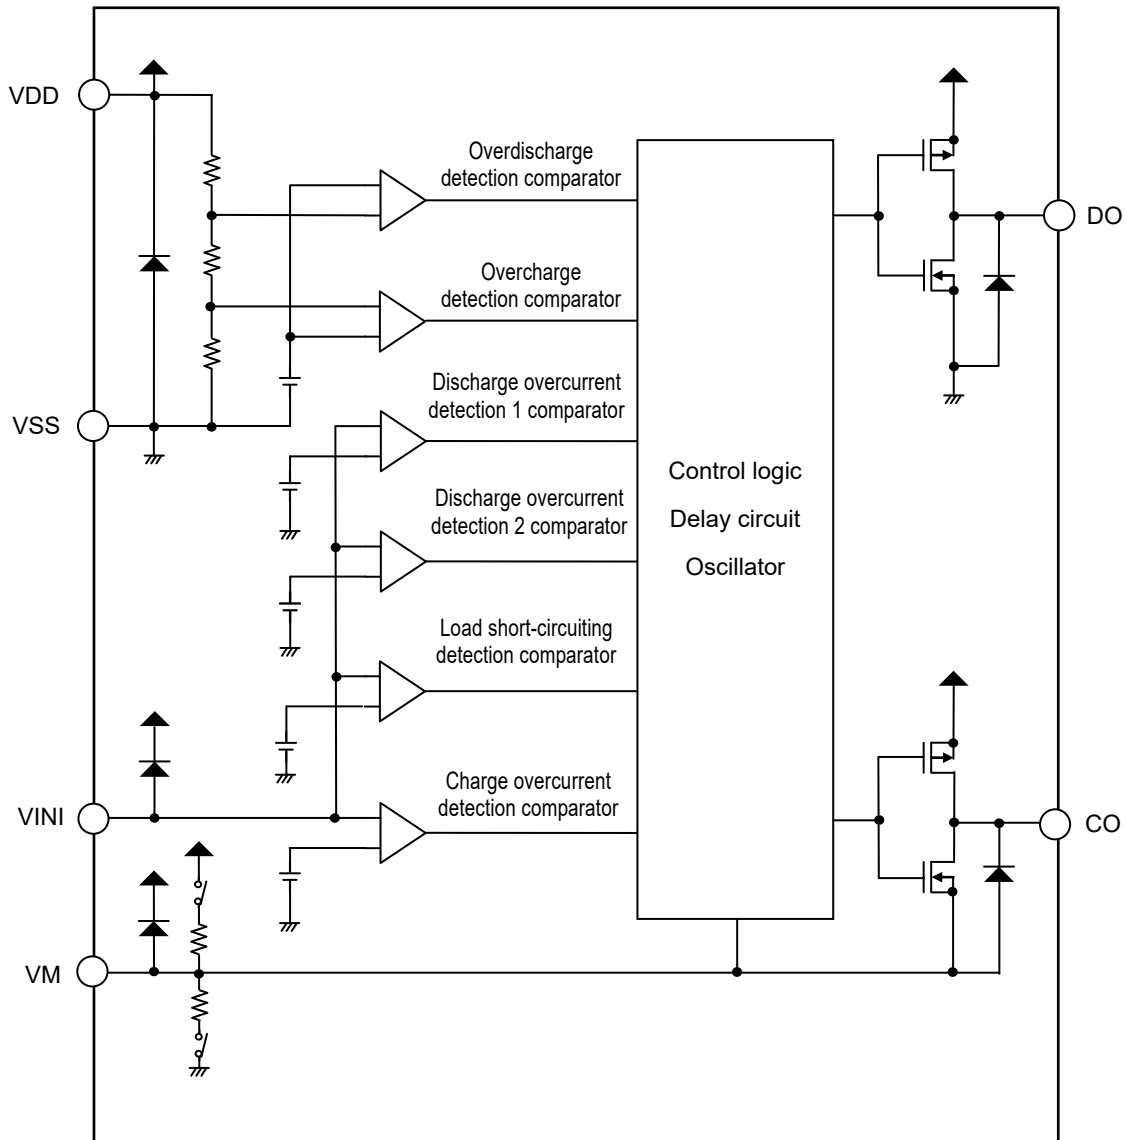 VDD
Overdischarge
detection comparator
DO
Overcharge
detection comparator
Discharge overcurrent
detection 1 comparator
VSS
Control logic
Delay circuit
Oscillator
Discharge overcurrent
detection 2 comparator
Load short-circuiting
detection comparator
Charge overcurrent
detection comparator
VINI
CO
VM